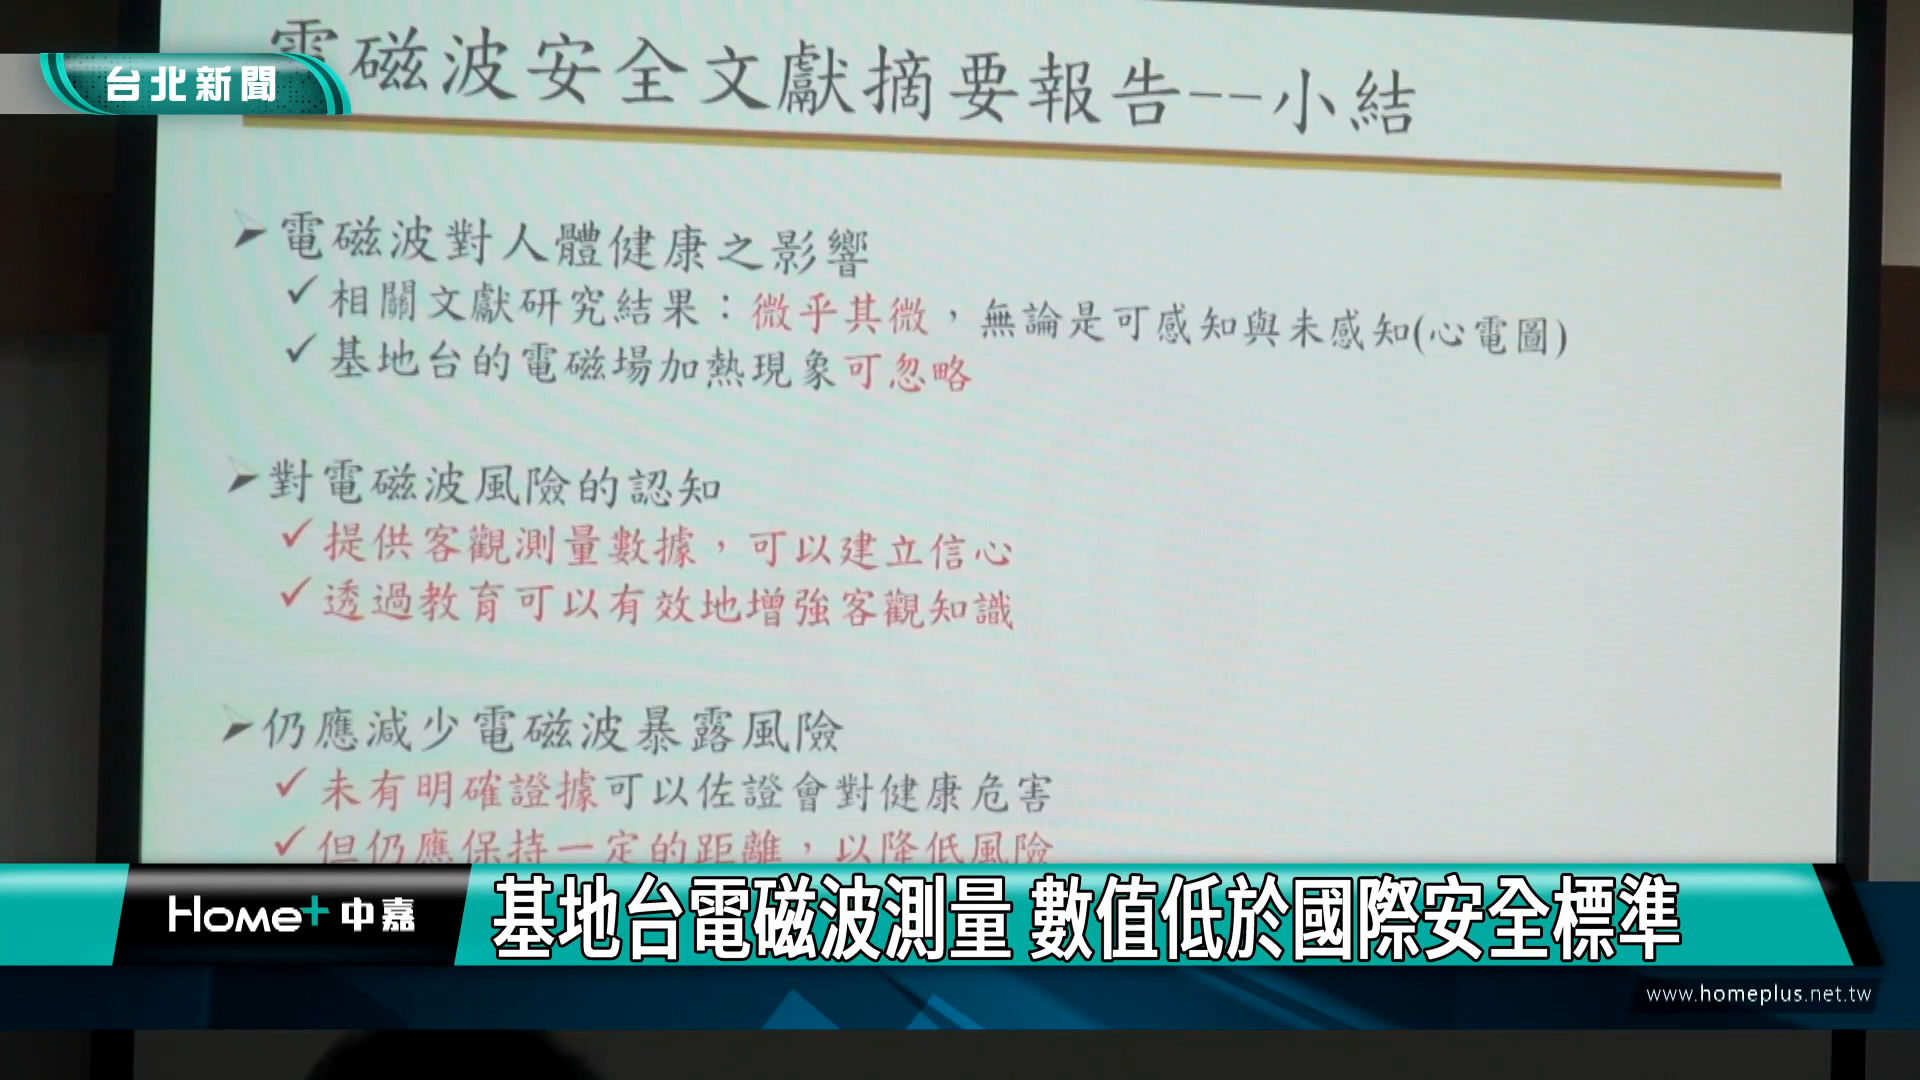 電磁波安全文獻摘要報告--小結
台北新聞
➢電磁波對人體健康之影響
✓相關文獻研究結果：微乎其微，無論是可感知與未感知(心電圖)
✓基地台的電磁場加熱現象可忽略
➢對電磁波風險的認知
✓提供客觀測量數據，可以建立信心
✓透過教育可以有效地增強客觀知識
➢仍應減少電磁波暴露風險
✓未有明確證據可以佐證會對健康危害
✓但仍應保持一定的距離，以降低風險
Home+中嘉
基地台電磁波測量 數值低於國際安全標準
www.homeplus.net.tw